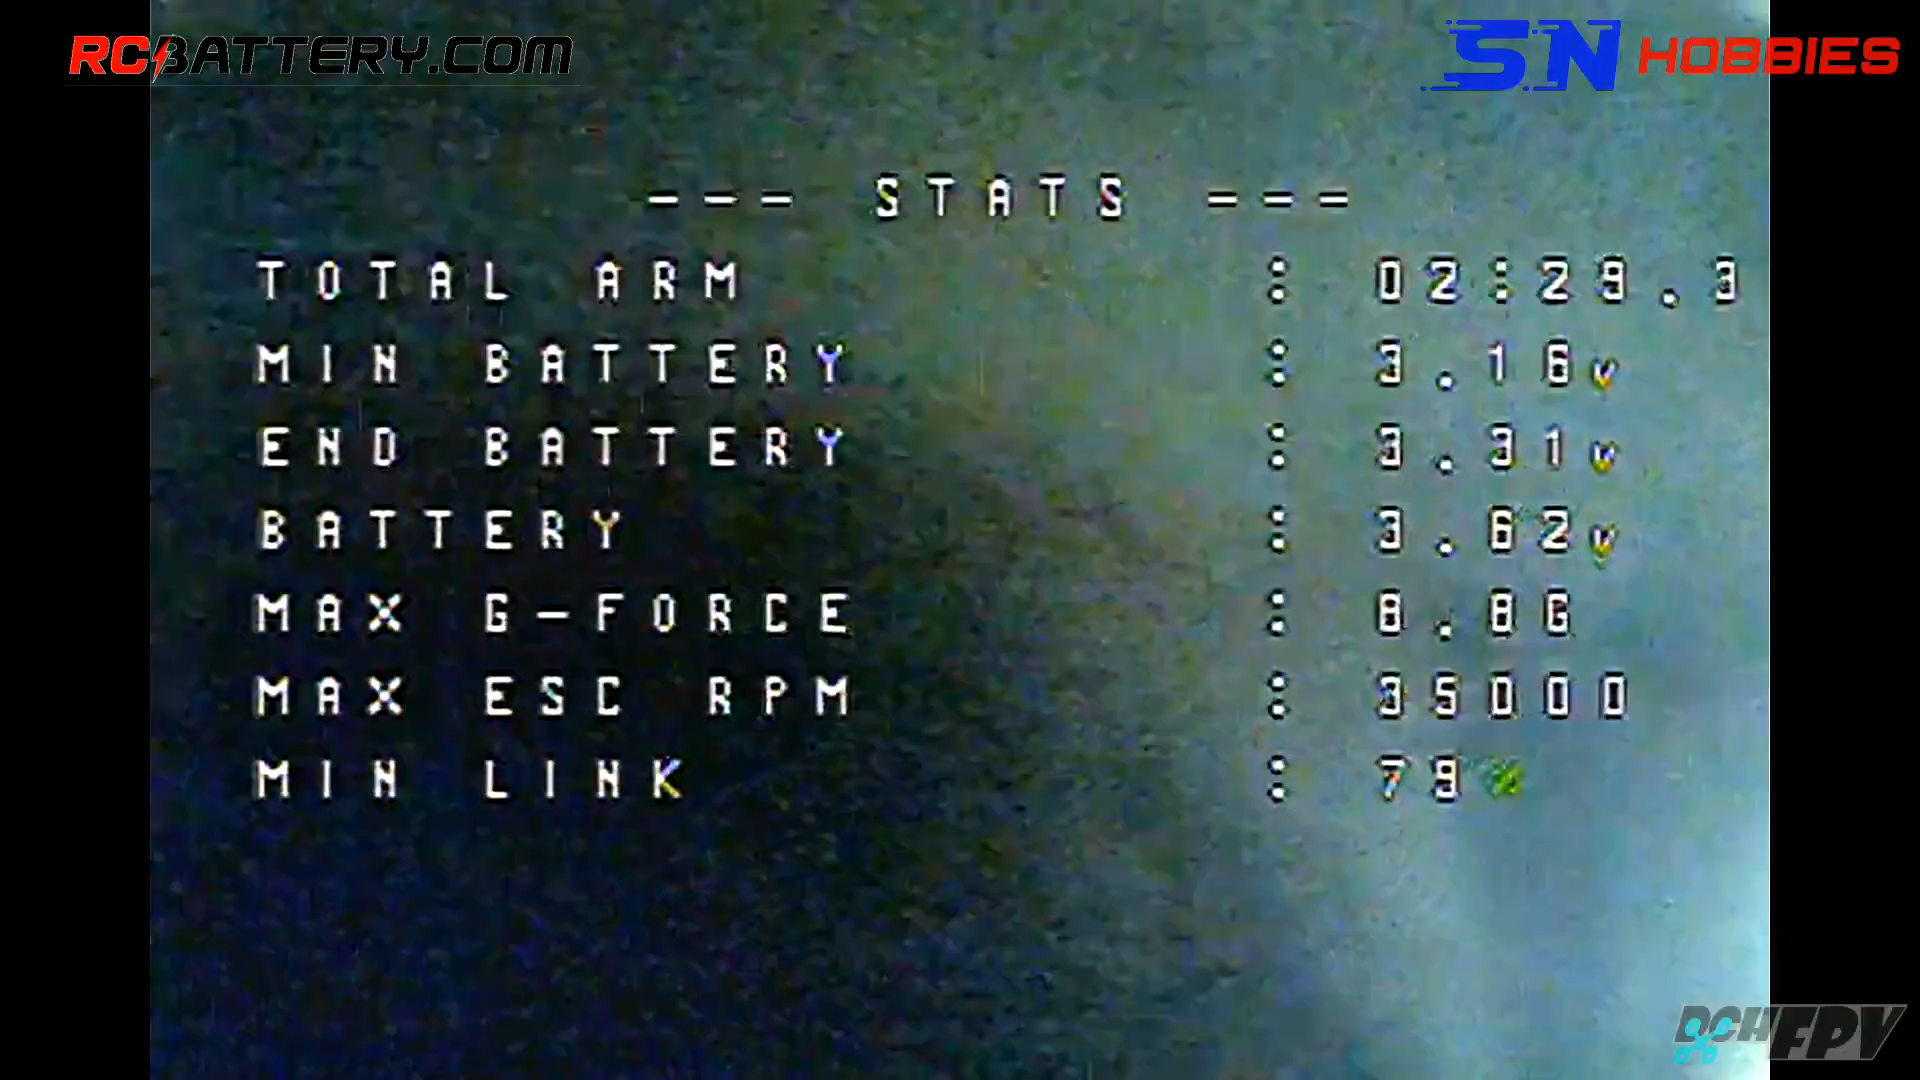 RCBATTERY.COM
SN HOBBIES
--- STATS ---
TOTAL ARM : 02:29.3
MIN BATTERY : 3.16v
END BATTERY : 3.31v
BATTERY : 3.62v
MAX G-FORCE : 8.8G
MAX ESC RPM : 35000
MIN LINK : 79%
DCHFPV